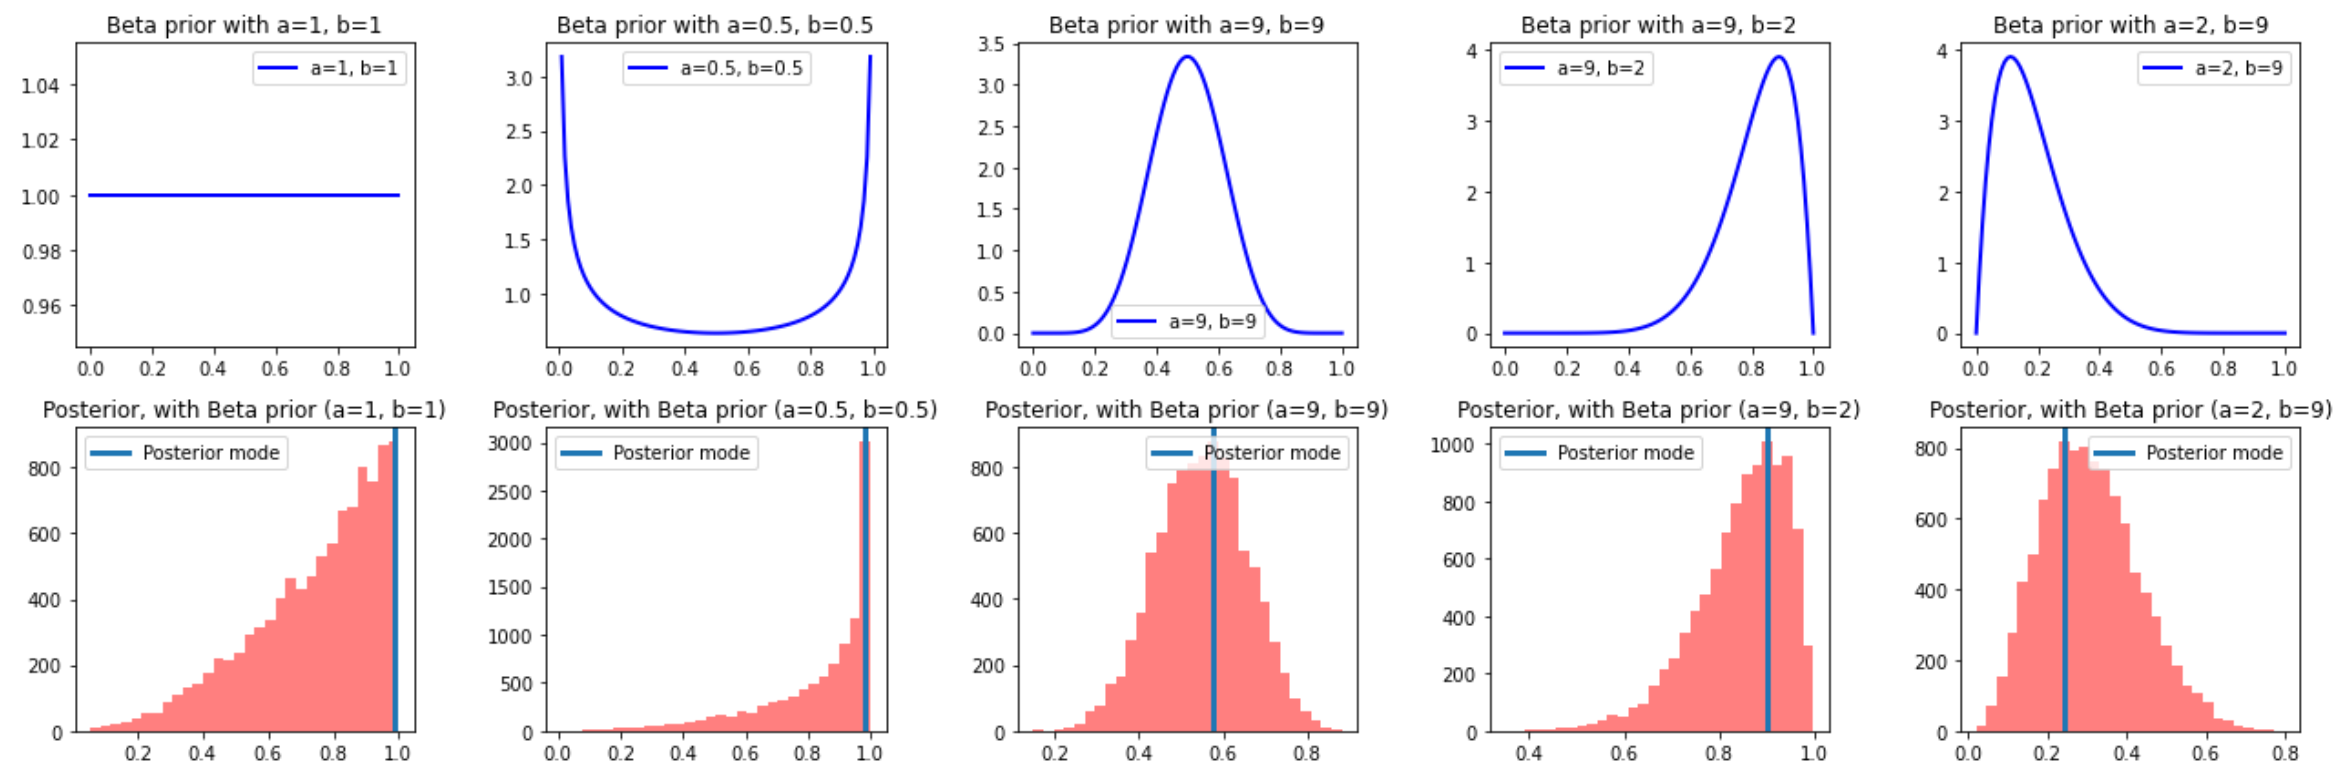 Beta prior with a=1, b=1
a=1, b=1
1.04
1.02
1.00
0.98
0.96
0.0 0.2 0.4 0.6 0.8 1.0
Beta prior with a=0.5, b=0.5
a=0.5, b=0.5
3.0
2.5
2.0
1.5
1.0
0.0 0.2 0.4 0.6 0.8 1.0
Beta prior with a=9, b=9
3.5
3.0
2.5
2.0
1.5
1.0
0.5
0.0
a=9, b=9
0.0 0.2 0.4 0.6 0.8 1.0
Beta prior with a=9, b=2
a=9, b=2
4
3
2
1
0
0.0 0.2 0.4 0.6 0.8 1.0
Beta prior with a=2, b=9
a=2, b=9
4
3
2
1
0
0.0 0.2 0.4 0.6 0.8 1.0
Posterior, with Beta prior (a=1, b=1)
Posterior mode
800
600
400
200
0
0.2 0.4 0.6 0.8 1.0
Posterior, with Beta prior (a=0.5, b=0.5)
Posterior mode
3000
2500
2000
1500
1000
500
0
0.0 0.2 0.4 0.6 0.8 1.0
Posterior, with Beta prior (a=9, b=9)
Posterior mode
800
600
400
200
0
0.2 0.4 0.6 0.8
Posterior, with Beta prior (a=9, b=2)
Posterior mode
1000
800
600
400
200
0
0.4 0.6 0.8 1.0
Posterior, with Beta prior (a=2, b=9)
Posterior mode
800
600
400
200
0
0.0 0.2 0.4 0.6 0.8